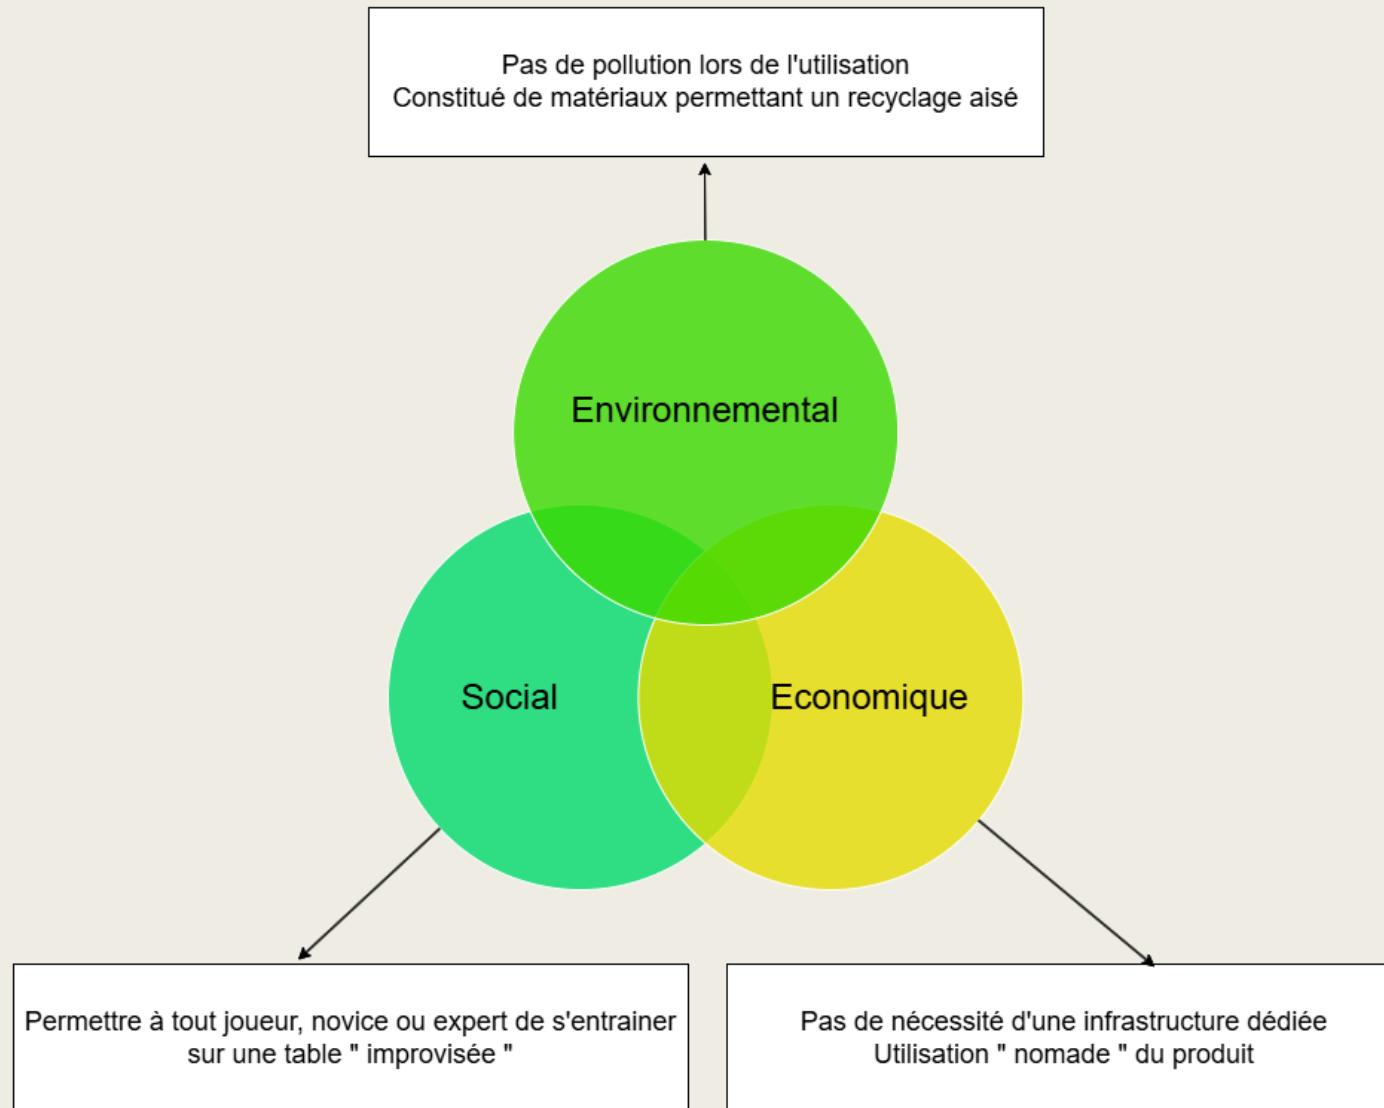 Pas de pollution lors de l'utilisation
Constitué de matériaux permettant un recyclage aisé
Environnemental
Social
Economique
Permettre à tout joueur, novice ou expert de s'entrainer
sur une table " improvisée "
Pas de nécessité d'une infrastructure dédiée
Utilisation " nomade " du produit